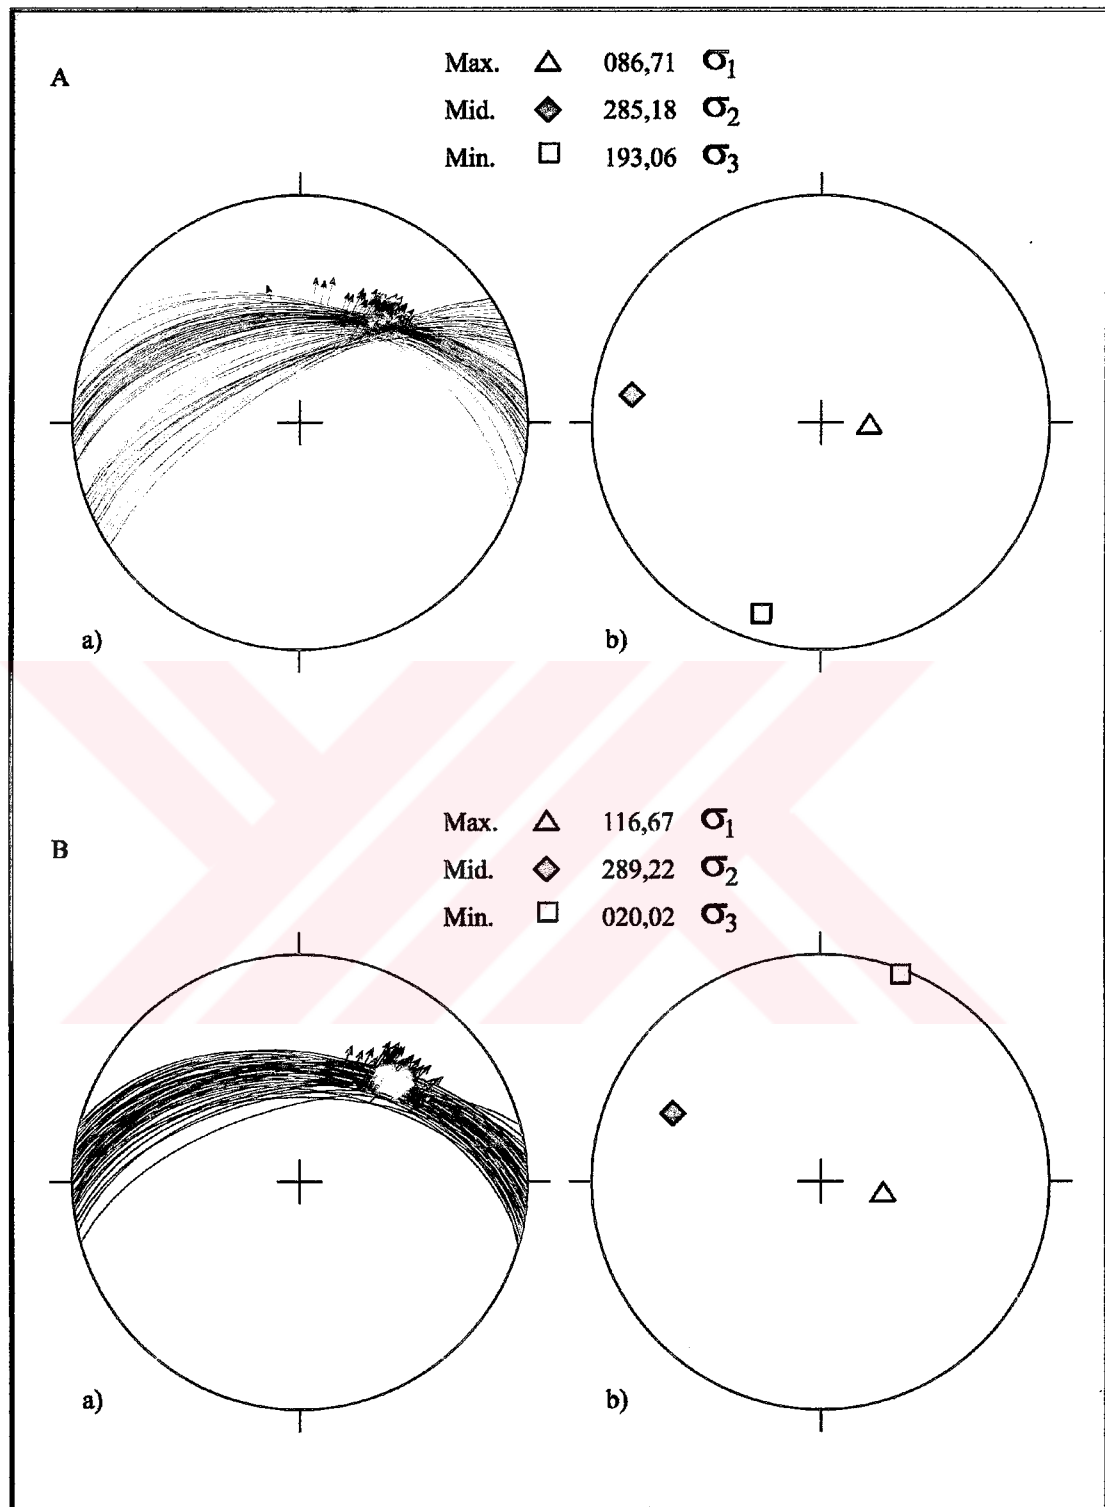 A
Max. 086,71 σ1
Mid. 285,18 σ2
Min. 193,06 σ3
a)
b)
B
Max. 116,67 σ1
Mid. 289,22 σ2
Min. 020,02 σ3
a)
b)